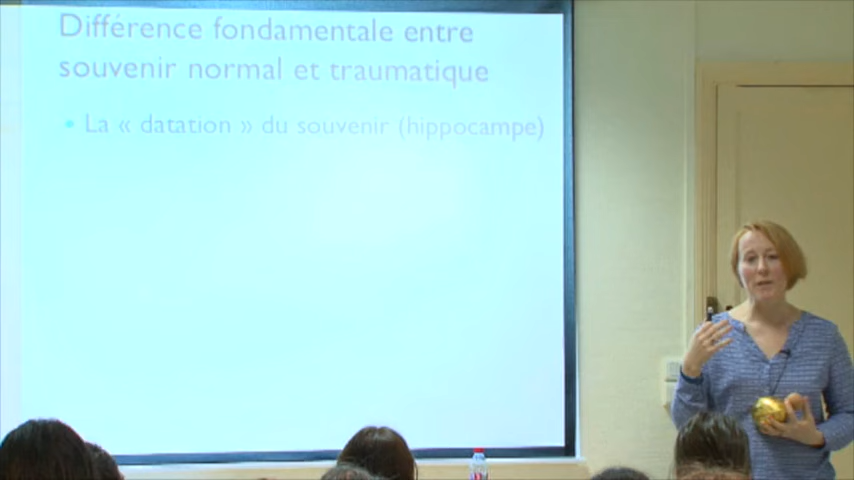 Différence fondamentale entre
souvenir normal et traumatique
• La « datation » du souvenir (hippocampe)